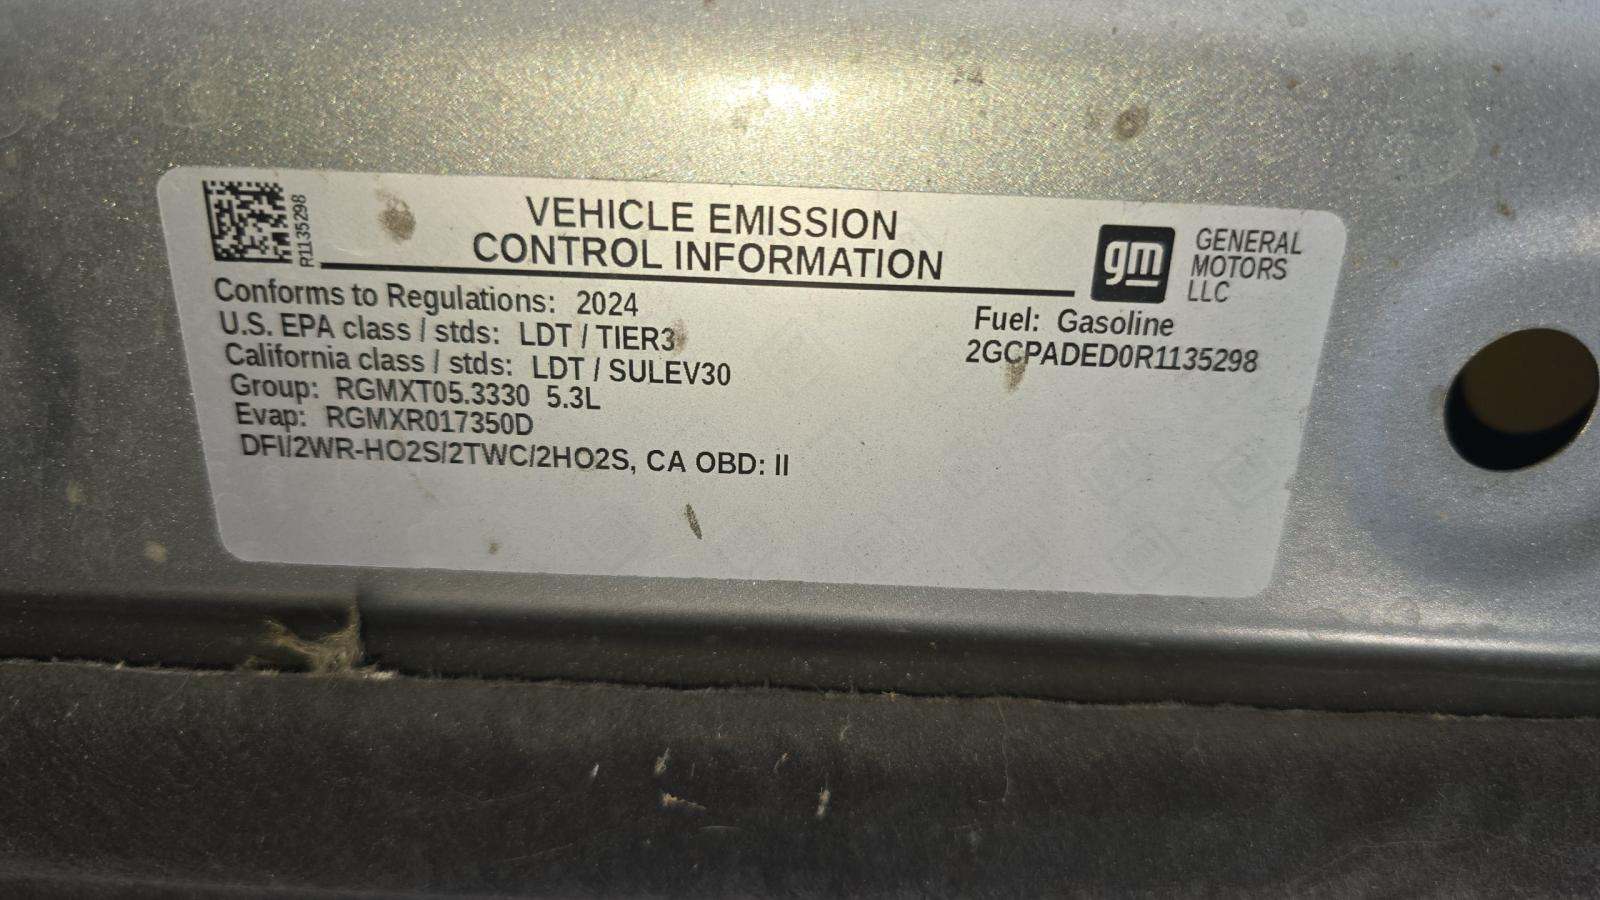 R1135298
VEHICLE EMISSION
CONTROL INFORMATION
gm
GENERAL
MOTORS
LLC
Conforms to Regulations: 2024
U.S. EPA class / stds: LDT / TIER3
California class / stds: LDT / SULEV30
Group: RGMXT05.3330 5.3L
Evap: RGMXR017350D
DFI/2WR-HO2S/2TWC/2HO2S, CA OBD: II
Fuel: Gasoline
2GCPADED0R1135298